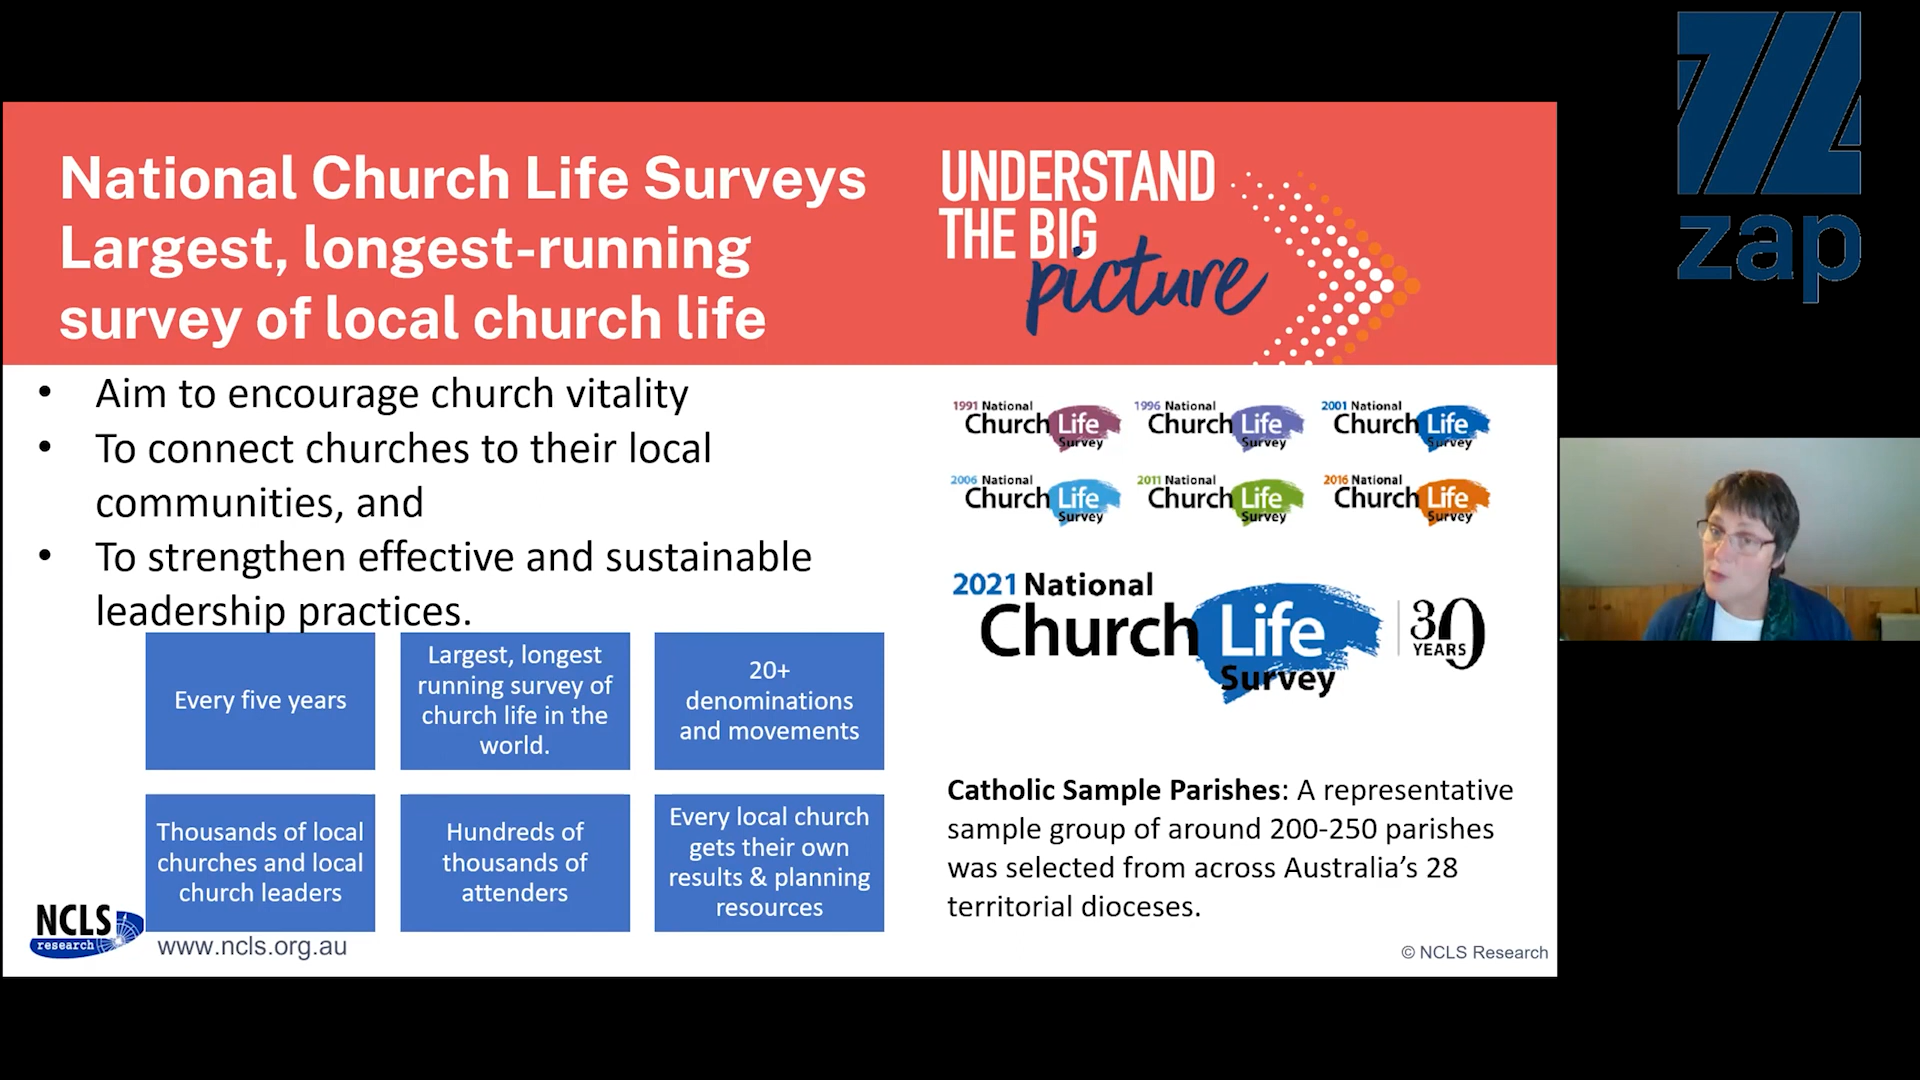 National Church Life Surveys
Largest, longest-running
survey of local church life
UNDERSTAND
THE BIG
picture
• Aim to encourage church vitality
• To connect churches to their local
communities, and
• To strengthen effective and sustainable
leadership practices.
Every five years
Largest, longest
running survey of
church life in the
world.
20+
denominations
and movements
Thousands of local
churches and local
church leaders
Hundreds of
thousands of
attenders
Every local church
gets their own
results & planning
resources
1991 National
Church Life
Survey
1996 National
Church Life
Survey
2001 National
Church Life
Survey
2006 National
Church Life
Survey
2011 National
Church Life
Survey
2016 National
Church Life
Survey
2021 National
Church Life
Survey
30
YEARS
Catholic Sample Parishes: A representative
sample group of around 200-250 parishes
was selected from across Australia’s 28
territorial dioceses.
NCLS
research
www.ncls.org.au
© NCLS Research
zap